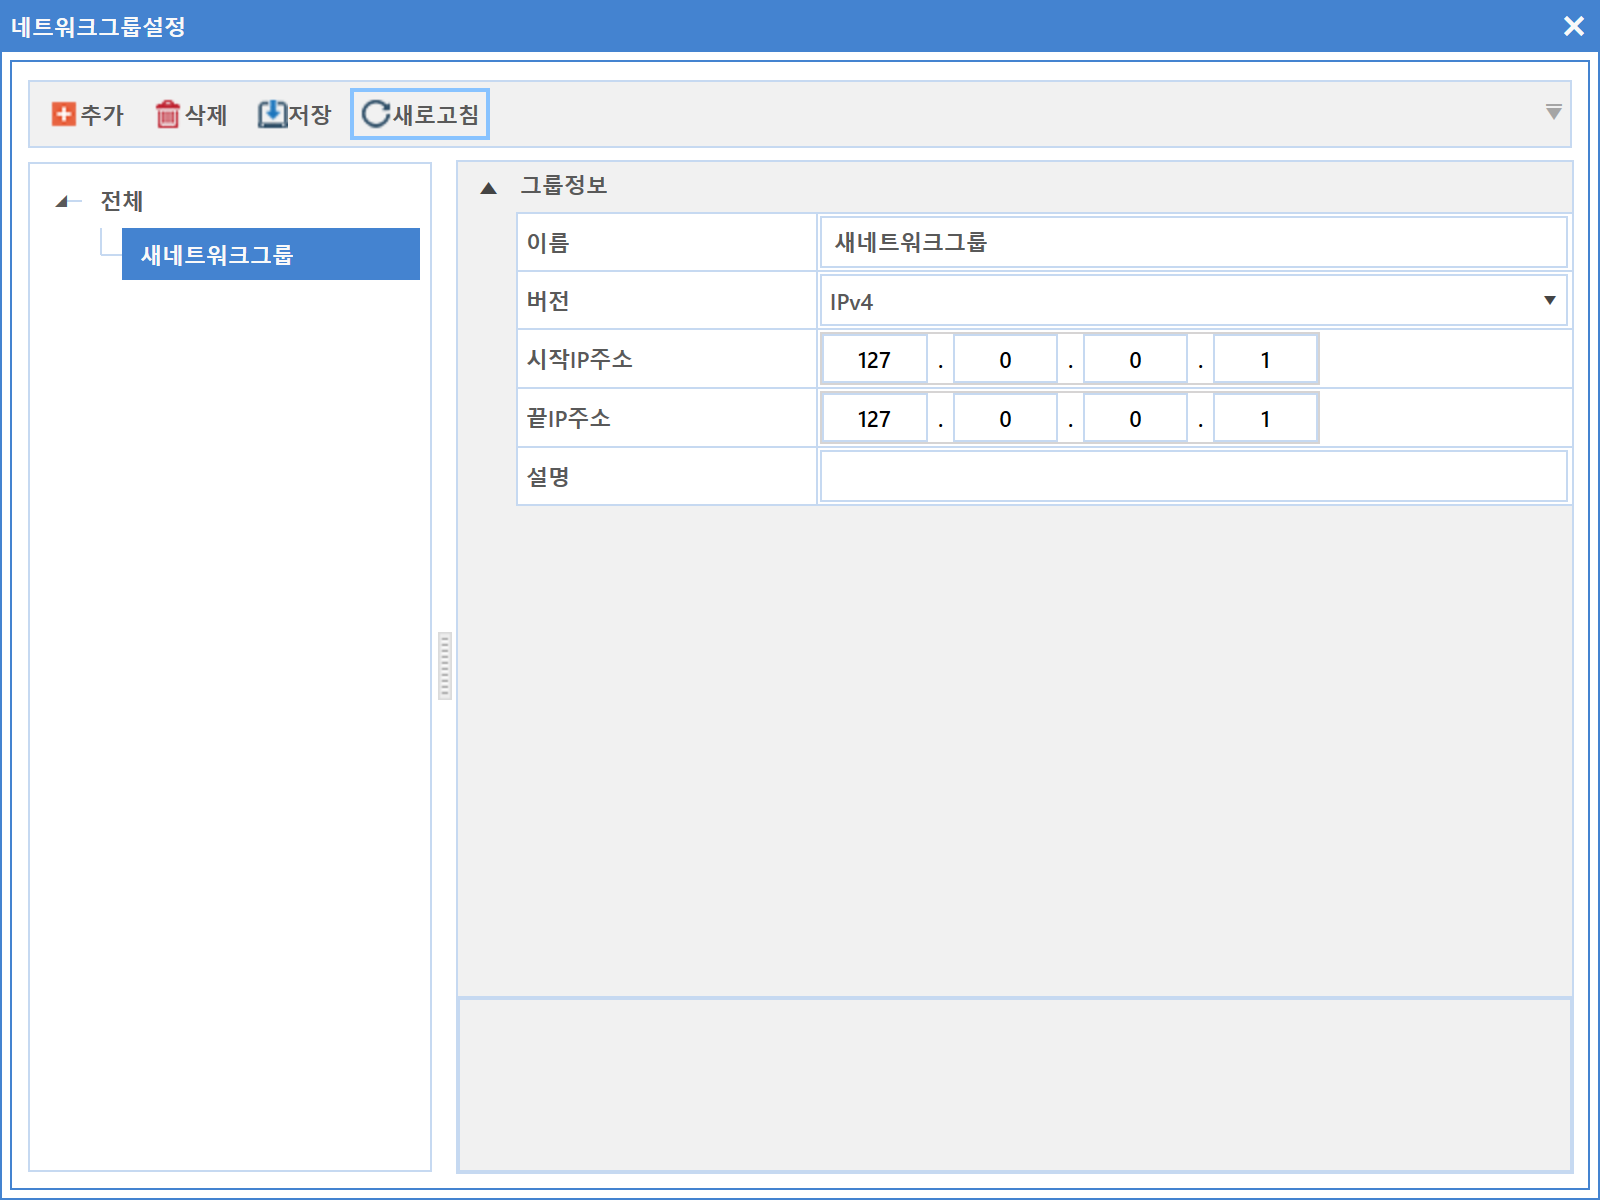 네트워크그룹설정
추가 삭제 저장 새로고침
전체
새네트워크그룹
그룹정보
이름 새네트워크그룹
버전 IPv4
시작IP주소 127 . 0 . 0 . 1
끝IP주소 127 . 0 . 0 . 1
설명